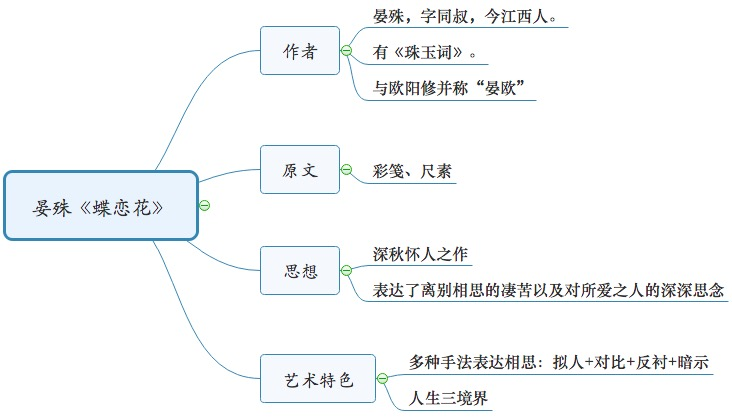 晏殊《蝶恋花》
作者
晏殊，字同叔，今江西人。
有《珠玉词》。
与欧阳修并称“晏欧”
原文
彩笺、尺素
思想
深秋怀人之作
表达了离别相思的凄苦以及对所爱之人的深深思念
艺术特色
多种手法表达相思：拟人+对比+反衬+暗示
人生三境界